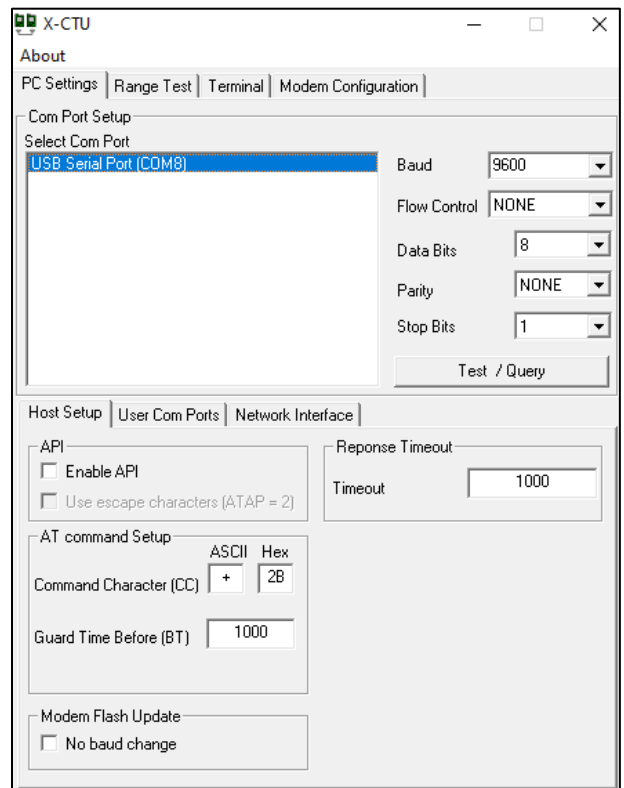 X-CTU
About
PC Settings Range Test Terminal Modem Configuration
Com Port Setup
Select Com Port
USB Serial Port (COM8)
Baud 9600
Flow Control NONE
Data Bits 8
Parity NONE
Stop Bits 1
Test / Query
Host Setup User Com Ports Network Interface
API
Enable API
Use escape characters (ATAP = 2)
Reponse Timeout
Timeout 1000
AT command Setup
ASCII Hex
Command Character (CC) + 2B
Guard Time Before (BT) 1000
Modem Flash Update
No baud change